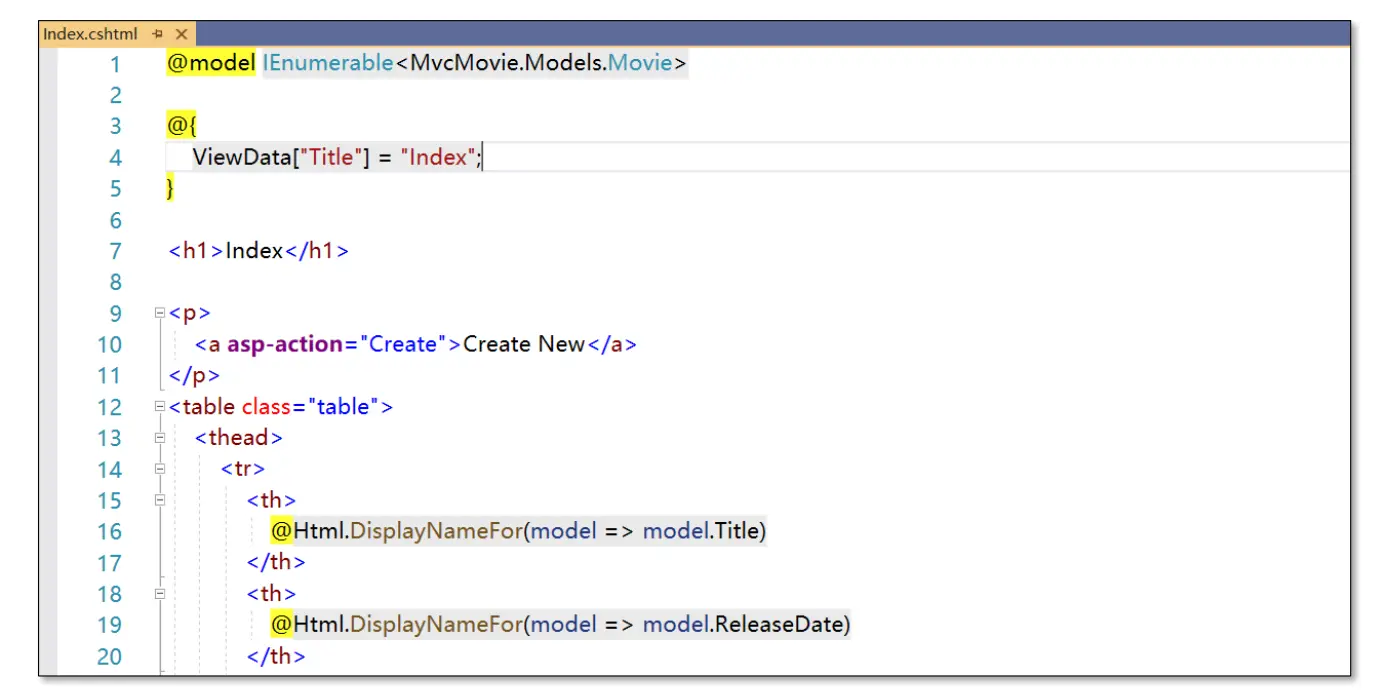 Index.cshtml
1 @model IEnumerable<MvcMovie.Models.Movie>
2
3 @{
4 ViewData["Title"] = "Index";
5 }
6
7 <h1>Index</h1>
8
9 <p>
10 <a asp-action="Create">Create New</a>
11 </p>
12 <table class="table">
13 <thead>
14 <tr>
15 <th>
16 @Html.DisplayNameFor(model => model.Title)
17 </th>
18 <th>
19 @Html.DisplayNameFor(model => model.ReleaseDate)
20 </th>